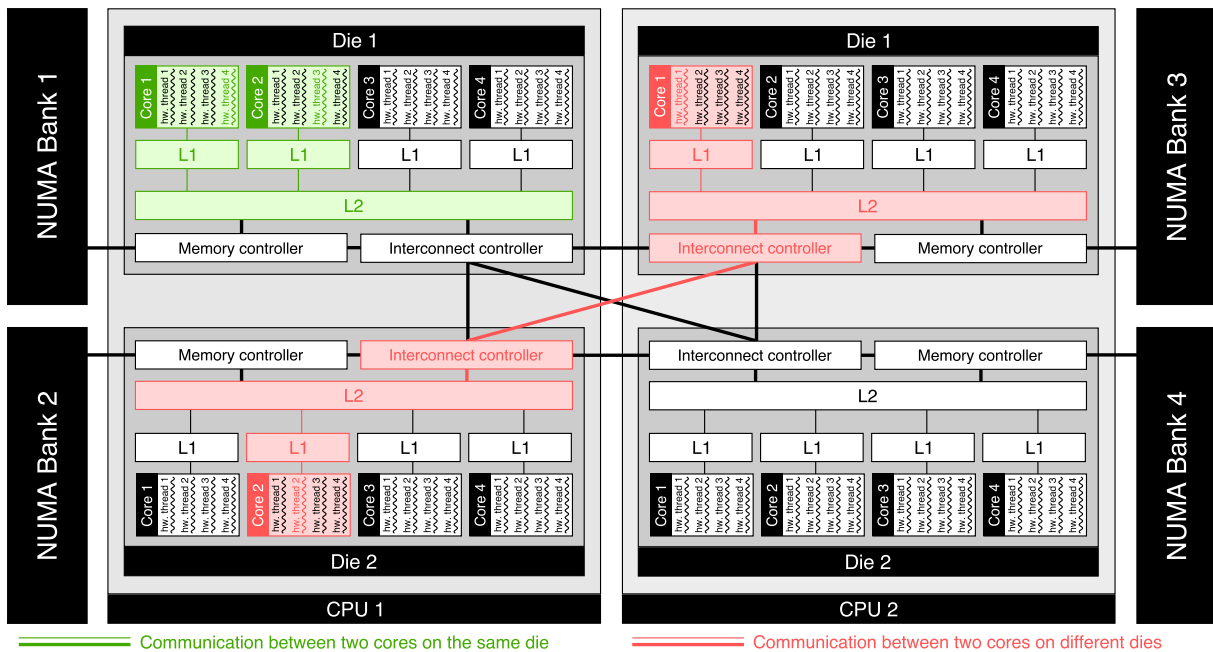 NUMA Bank 1
Die 1
Core 1
hw. thread 1
hw. thread 2
hw. thread 3
hw. thread 4
Core 2
hw. thread 1
hw. thread 2
hw. thread 3
hw. thread 4
Core 3
hw. thread 1
hw. thread 2
hw. thread 3
hw. thread 4
Core 4
hw. thread 1
hw. thread 2
hw. thread 3
hw. thread 4
L1 L1 L1 L1
L2
Memory controller Interconnect controller
Die 1
Core 1
hw. thread 1
hw. thread 2
hw. thread 3
hw. thread 4
Core 2
hw. thread 1
hw. thread 2
hw. thread 3
hw. thread 4
Core 3
hw. thread 1
hw. thread 2
hw. thread 3
hw. thread 4
Core 4
hw. thread 1
hw. thread 2
hw. thread 3
hw. thread 4
L1 L1 L1 L1
L2
Interconnect controller Memory controller
NUMA Bank 3
NUMA Bank 2
Memory controller Interconnect controller
L2
L1 L1 L1 L1
Core 1
hw. thread 1
hw. thread 2
hw. thread 3
hw. thread 4
Core 2
hw. thread 1
hw. thread 2
hw. thread 3
hw. thread 4
Core 3
hw. thread 1
hw. thread 2
hw. thread 3
hw. thread 4
Core 4
hw. thread 1
hw. thread 2
hw. thread 3
hw. thread 4
Die 2
CPU 1
Interconnect controller Memory controller
L2
L1 L1 L1 L1
Core 1
hw. thread 1
hw. thread 2
hw. thread 3
hw. thread 4
Core 2
hw. thread 1
hw. thread 2
hw. thread 3
hw. thread 4
Core 3
hw. thread 1
hw. thread 2
hw. thread 3
hw. thread 4
Core 4
hw. thread 1
hw. thread 2
hw. thread 3
hw. thread 4
Die 2
CPU 2
NUMA Bank 4
Communication between two cores on the same die
Communication between two cores on different dies